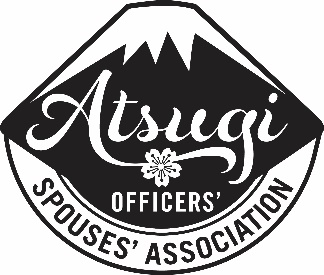 Atsugi
OFFICERS'
SPOUSES' ASSOCIATION